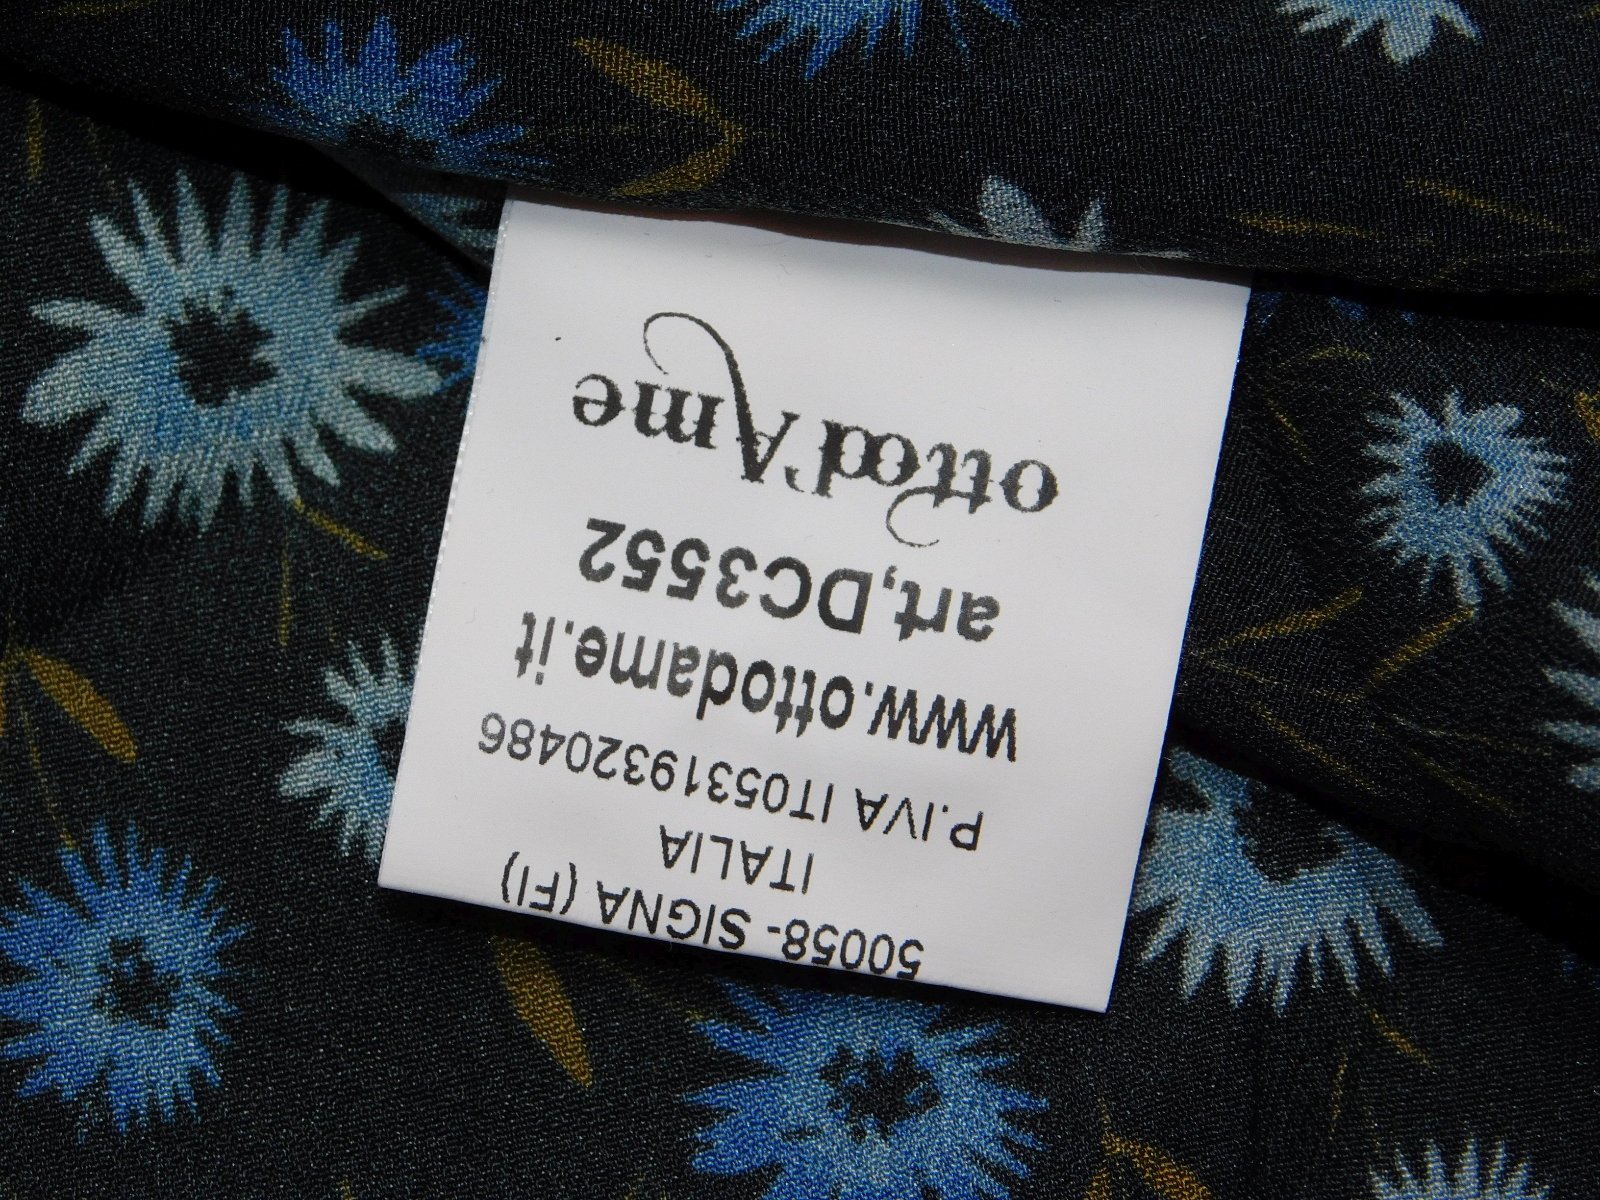 ottod'Ame
art,DC3552
www.ottodame.it
P.IVA IT05319320486
ITALIA
50058- SIGNA (FI)